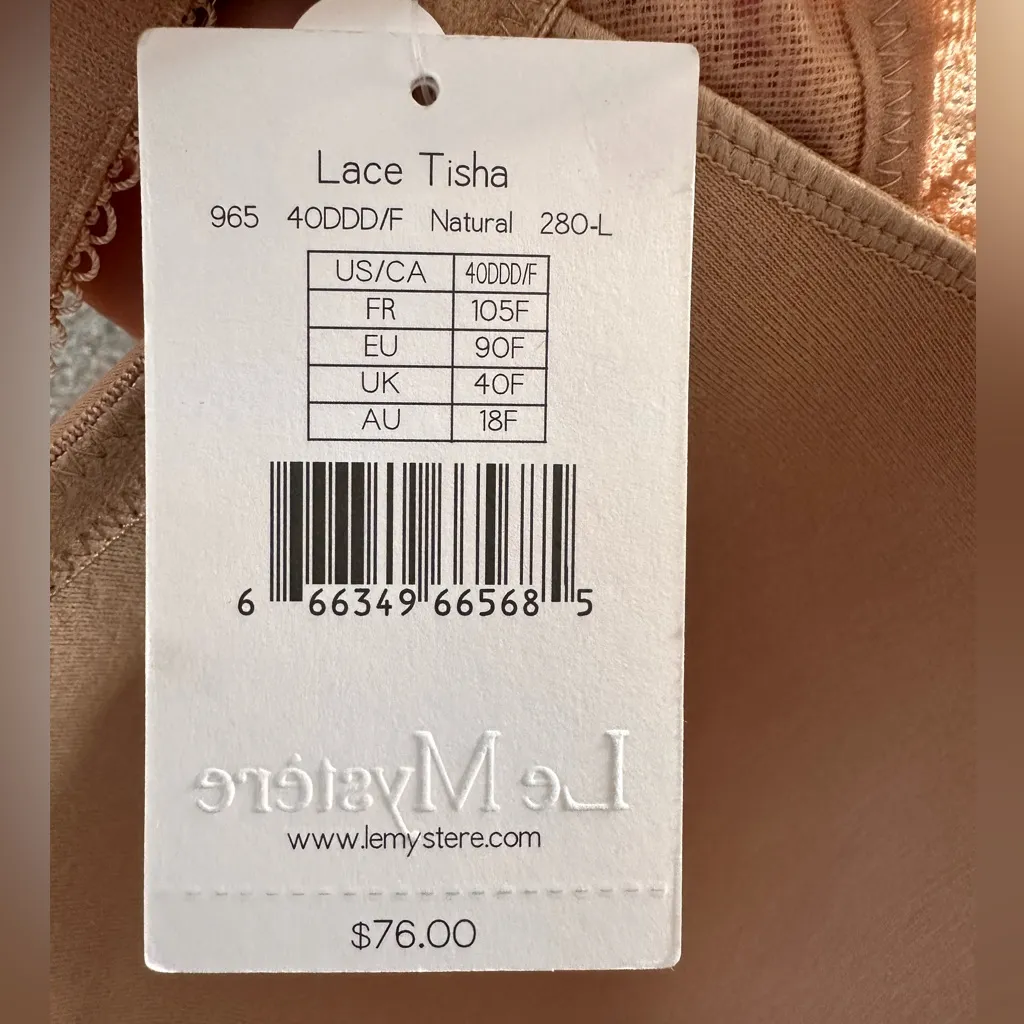 Lace Tisha
965 40DDD/F Natural 280-L
US/CA 40DDD/F
FR 105F
EU 90F
UK 40F
AU 18F
6 66349 66568 5
Le Mystère
www.lemystere.com
$76.00